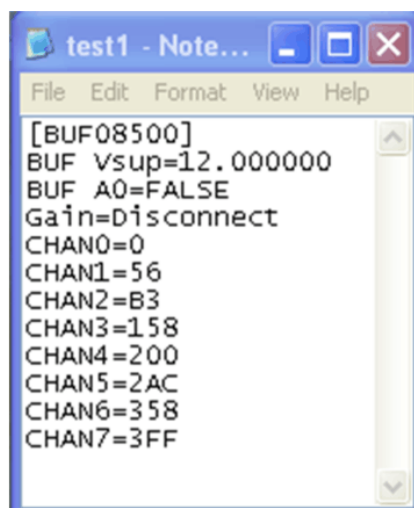 test1 - Note...
File Edit Format View Help
[BUF08500]
BUF Vsup=12.000000
BUF A0=FALSE
Gain=Disconnect
CHAN0=0
CHAN1=56
CHAN2=B3
CHAN3=158
CHAN4=200
CHAN5=2AC
CHAN6=358
CHAN7=3FF